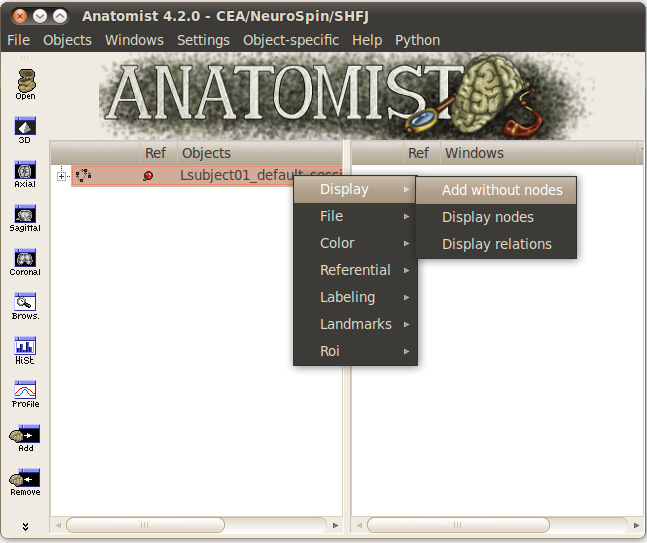 Anatomist 4.2.0 - CEA/NeuroSpin/SHFJ
File Objects Windows Settings Object-specific Help Python
ANATOMIST
Open
3D
Axial
Sagittal
Coronal
Brows.
Hist
Profile
Add
Remove
Ref Objects
Lsubject01_default_sessi
Ref Windows
Display
File
Color
Referential
Labeling
Landmarks
Roi
Add without nodes
Display nodes
Display relations